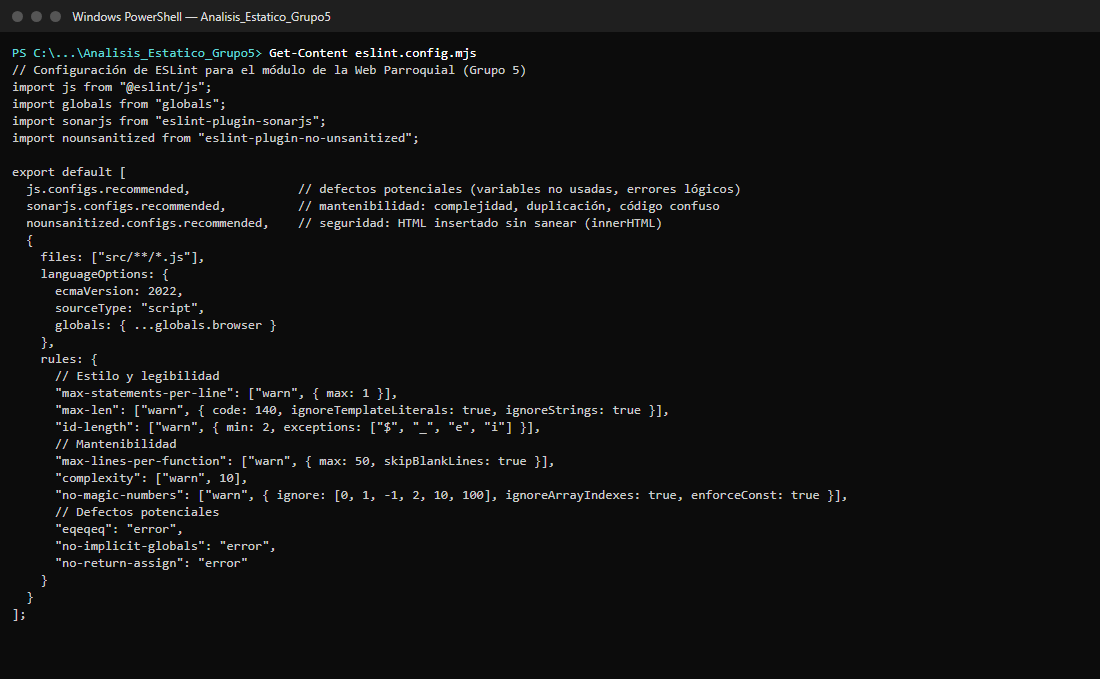 Windows PowerShell — Analisis_Estatico_Grupo5
PS C:\...\Analisis_Estatico_Grupo5> Get-Content eslint.config.mjs
// Configuración de ESLint para el módulo de la Web Parroquial (Grupo 5)
import js from "@eslint/js";
import globals from "globals";
import sonarjs from "eslint-plugin-sonarjs";
import nounsanitized from "eslint-plugin-no-unsanitized";

export default [
  js.configs.recommended,               // defectos potenciales (variables no usadas, errores lógicos)
  sonarjs.configs.recommended,          // mantenibilidad: complejidad, duplicación, código confuso
  nounsanitized.configs.recommended,    // seguridad: HTML insertado sin sanear (innerHTML)
  {
    files: ["src/**/*.js"],
    languageOptions: {
      ecmaVersion: 2022,
      sourceType: "script",
      globals: { ...globals.browser }
    },
    rules: {
      // Estilo y legibilidad
      "max-statements-per-line": ["warn", { max: 1 }],
      "max-len": ["warn", { code: 140, ignoreTemplateLiterals: true, ignoreStrings: true }],
      "id-length": ["warn", { min: 2, exceptions: ["$", "_", "e", "i"] }],
      // Mantenibilidad
      "max-lines-per-function": ["warn", { max: 50, skipBlankLines: true }],
      "complexity": ["warn", 10],
      "no-magic-numbers": ["warn", { ignore: [0, 1, -1, 2, 10, 100], ignoreArrayIndexes: true, enforceConst: true }],
      // Defectos potenciales
      "eqeqeq": "error",
      "no-implicit-globals": "error",
      "no-return-assign": "error"
    }
  }
];